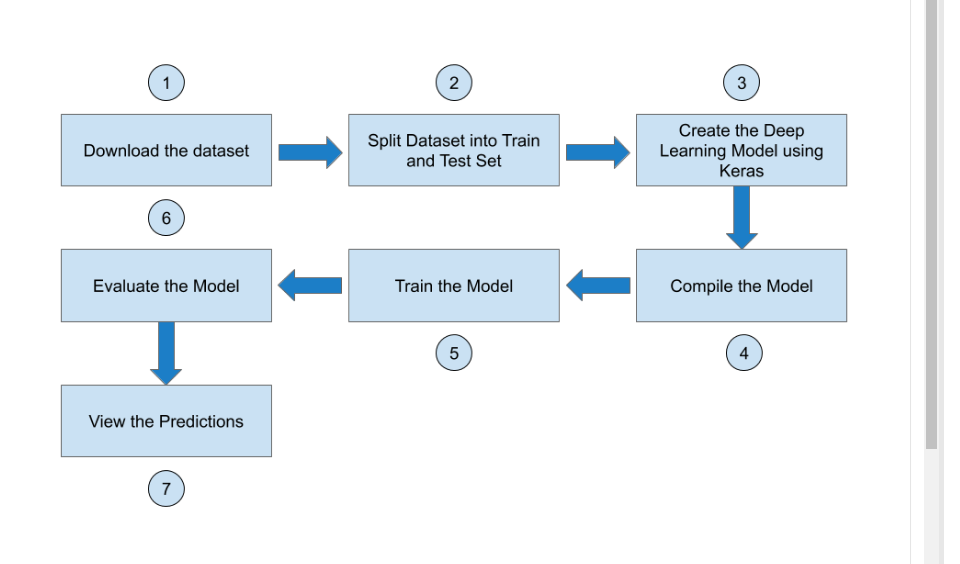 1
2
3
Download the dataset
Split Dataset into Train
and Test Set
Create the Deep
Learning Model using
Keras
6
Evaluate the Model
Train the Model
Compile the Model
5
4
View the Predictions
7